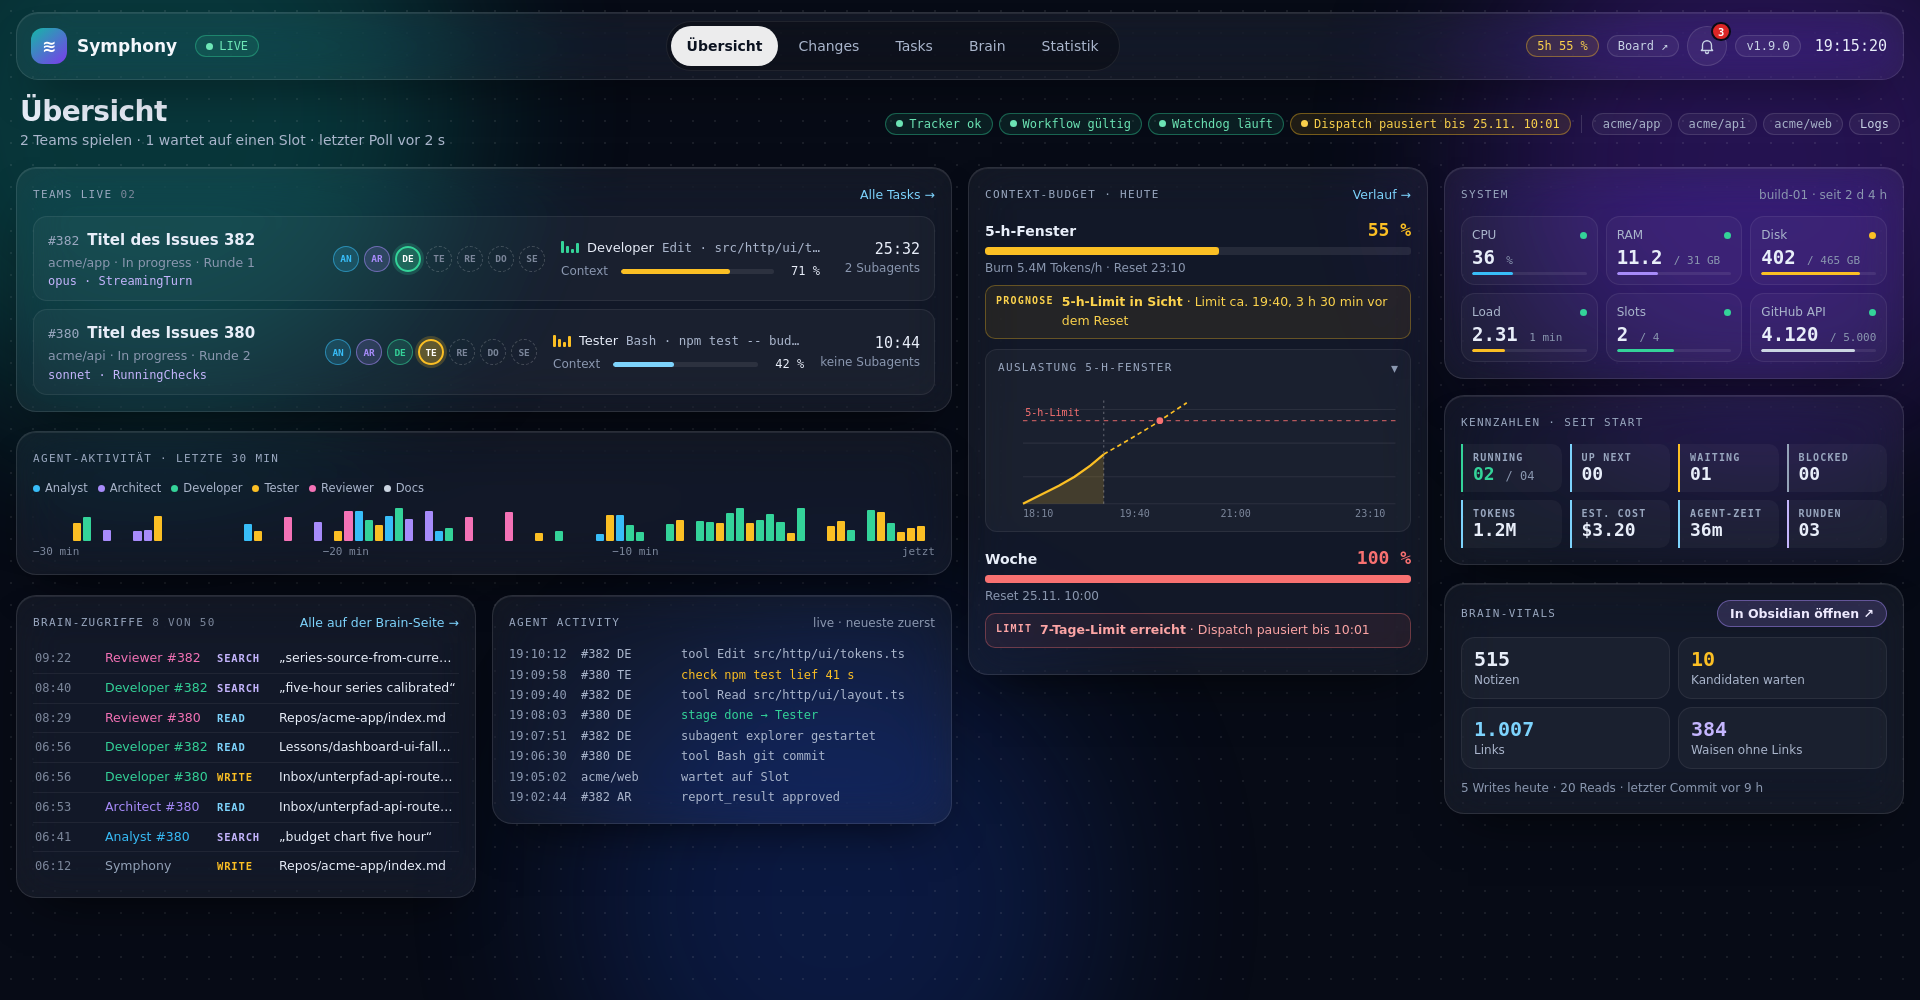 ≋ Symphony LIVE Übersicht Changes Tasks Brain Statistik 5h 55 % Board ↗ 3 v1.9.0 19:15:20
Übersicht
2 Teams spielen · 1 wartet auf einen Slot · letzter Poll vor 2 s
Tracker ok Workflow gültig Watchdog läuft Dispatch pausiert bis 25.11. 10:01 acme/app acme/api acme/web Logs
TEAMS LIVE 02 Alle Tasks →
#382 Titel des Issues 382
acme/app · In progress · Runde 1
opus · StreamingTurn
AN AR DE TE RE DO SE
Developer Edit · src/http/ui/t…
Context 71 %
25:32
2 Subagents
#380 Titel des Issues 380
acme/api · In progress · Runde 2
sonnet · RunningChecks
AN AR DE TE RE DO SE
Tester Bash · npm test -- bud…
Context 42 %
10:44
keine Subagents
AGENT-AKTIVITÄT · LETZTE 30 MIN
Analyst Architect Developer Tester Reviewer Docs
−30 min −20 min −10 min jetzt
BRAIN-ZUGRIFFE 8 VON 50 Alle auf der Brain-Seite →
09:22 Reviewer #382 SEARCH „series-source-from-curre…
08:40 Developer #382 SEARCH „five-hour series calibrated“
08:29 Reviewer #380 READ Repos/acme-app/index.md
06:56 Developer #382 READ Lessons/dashboard-ui-fall…
06:56 Developer #380 WRITE Inbox/unterpfad-api-route…
06:53 Architect #380 READ Inbox/unterpfad-api-route…
06:41 Analyst #380 SEARCH „budget chart five hour“
06:12 Symphony WRITE Repos/acme-app/index.md
AGENT ACTIVITY live · neueste zuerst
19:10:12 #382 DE tool Edit src/http/ui/tokens.ts
19:09:58 #380 TE check npm test lief 41 s
19:09:40 #382 DE tool Read src/http/ui/layout.ts
19:08:03 #380 DE stage done → Tester
19:07:51 #382 DE subagent explorer gestartet
19:06:30 #380 DE tool Bash git commit
19:05:02 acme/web wartet auf Slot
19:02:44 #382 AR report_result approved
CONTEXT-BUDGET · HEUTE Verlauf →
5-h-Fenster 55 %
Burn 5.4M Tokens/h · Reset 23:10
PROGNOSE 5-h-Limit in Sicht · Limit ca. 19:40, 3 h 30 min vor
dem Reset
AUSLASTUNG 5-H-FENSTER ▾
5-h-Limit
18:10 19:40 21:00 23:10
Woche 100 %
Reset 25.11. 10:00
LIMIT 7-Tage-Limit erreicht · Dispatch pausiert bis 10:01
SYSTEM build-01 · seit 2 d 4 h
CPU RAM Disk
36 % 11.2 / 31 GB 402 / 465 GB
Load Slots GitHub API
2.31 1 min 2 / 4 4.120 / 5.000
KENNZAHLEN · SEIT START
RUNNING UP NEXT WAITING BLOCKED
02 / 04 00 01 00
TOKENS EST. COST AGENT-ZEIT RUNDEN
1.2M $3.20 36m 03
BRAIN-VITALS In Obsidian öffnen ↗
515 10
Notizen Kandidaten warten
1.007 384
Links Waisen ohne Links
5 Writes heute · 20 Reads · letzter Commit vor 9 h